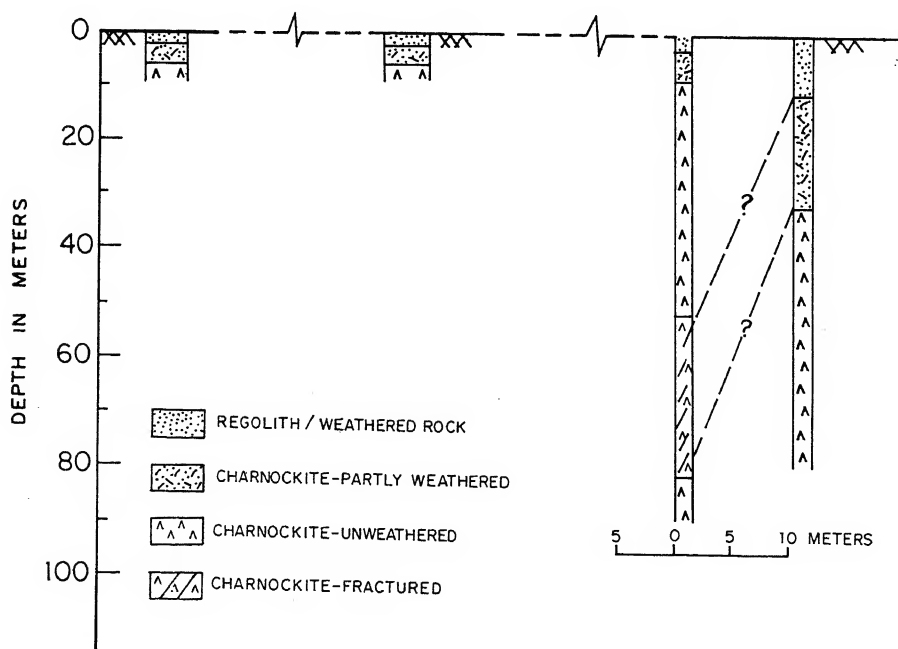 0
20
40
60
80
100
DEPTH IN METERS
?
?
REGOLITH/WEATHERED ROCK
CHARNOCKITE-PARTLY WEATHERED
CHARNOCKITE-UNWEATHERED
CHARNOCKITE-FRACTURED
5 0 5 10 METERS